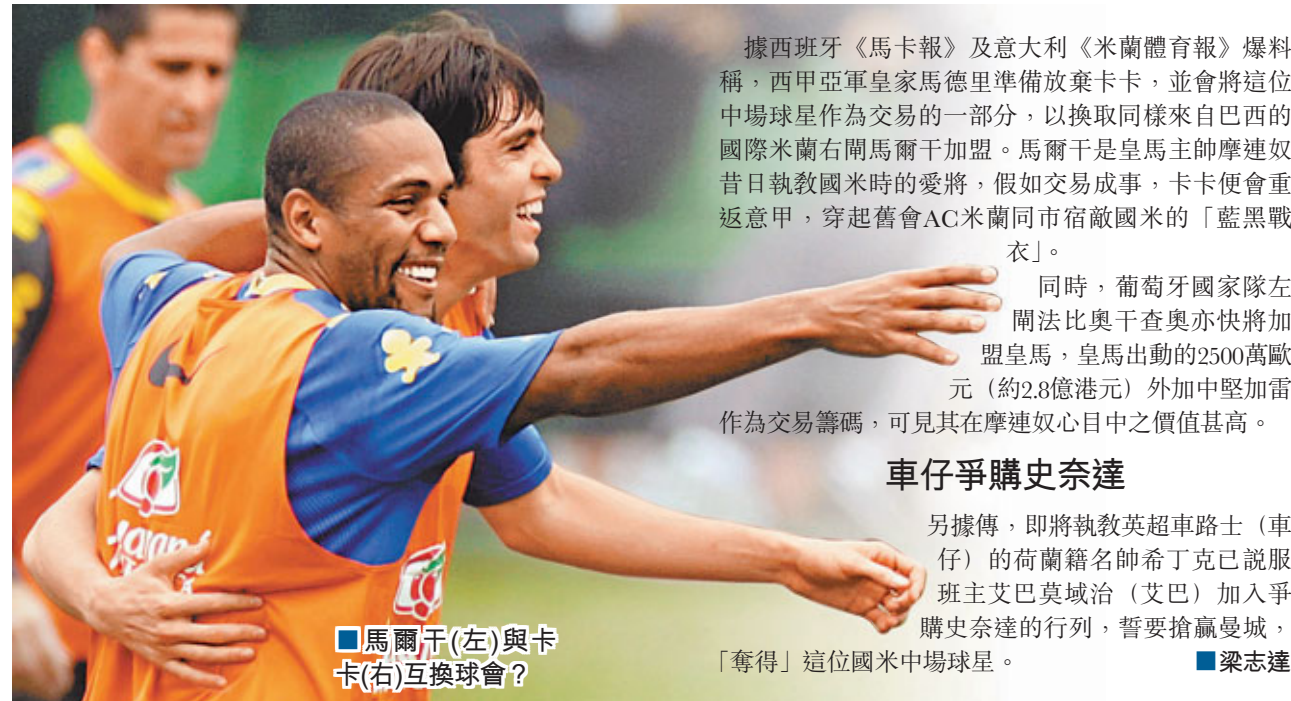 據西班牙《馬卡報》及意大利《米蘭體育報》爆料
稱，西甲亞軍皇家馬德里準備放棄卡卡，並會將這位
中場球星作為交易的一部分，以換取同樣來自巴西的
國際米蘭右閘馬爾干加盟。馬爾干是皇馬主帥摩連奴
昔日執教國米時的愛將，假如交易成事，卡卡便會重
返意甲，穿起舊會AC米蘭同市宿敵國米的「藍黑戰
衣」。
同時，葡萄牙國家隊左
閘法比奧干查奧亦快將加
盟皇馬，皇馬出動的2500萬歐
元（約2.8億港元）外加中堅加雷
作為交易籌碼，可見其在摩連奴心目中之價值甚高。
車仔爭購史奈達
另據傳，即將執教英超車路士（車
仔）的荷蘭籍名帥希丁克已說服
班主艾巴莫域治（艾巴）加入爭
購史奈達的行列，誓要搶贏曼城，
「奪得」這位國米中場球星。
■梁志達
■馬爾干(左)與卡
卡(右)互換球會？